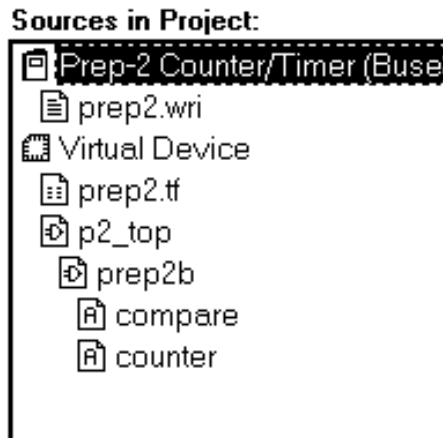 Sources in Project:
Prep-2 Counter/Timer (Buse
prep2.wri
Virtual Device
prep2.tf
p2_top
prep2b
compare
counter